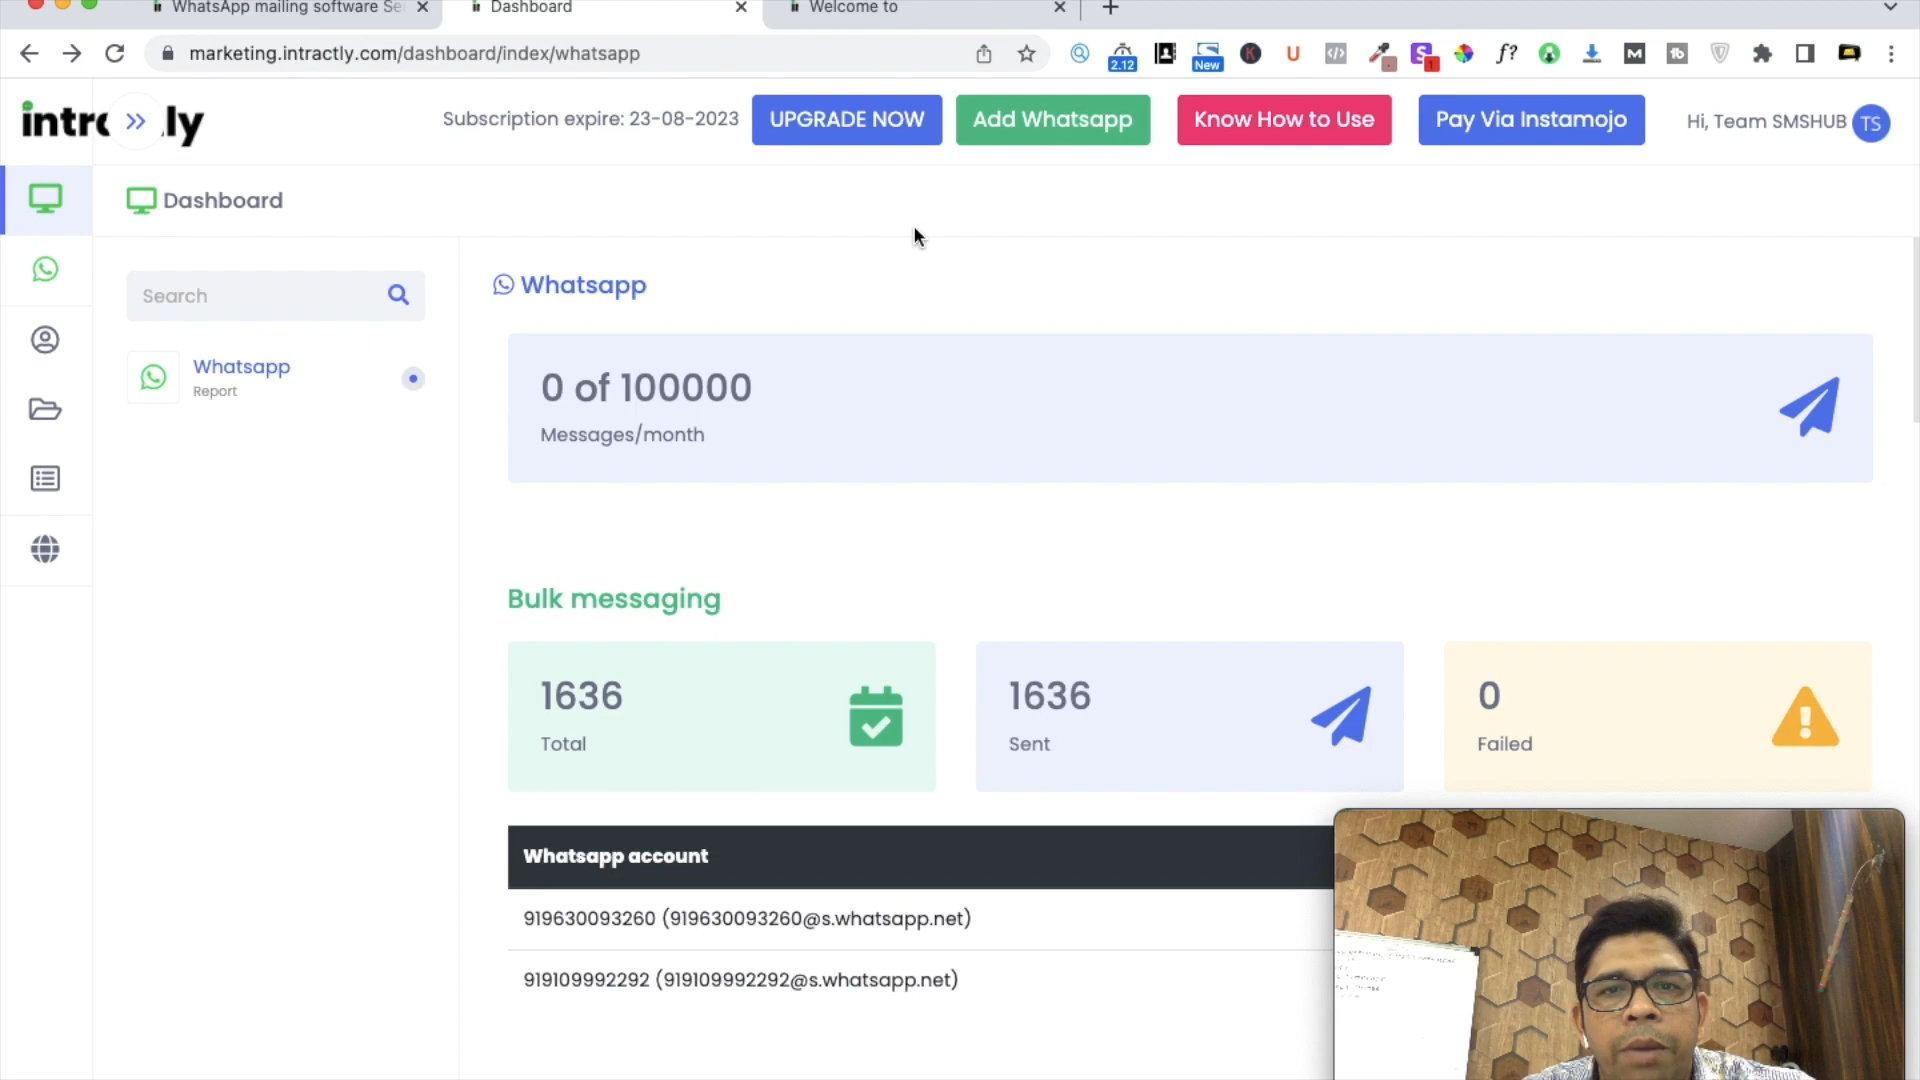 WhatsApp mailing software Se
Dashboard
Welcome to
marketing.intractly.com/dashboard/index/whatsapp
2.12
New
1
Subscription expire: 23-08-2023
UPGRADE NOW
Add Whatsapp
Know How to Use
Pay Via Instamojo
Hi, Team SMSHUB
TS
Dashboard
Search
Whatsapp
Report
Whatsapp
0 of 100000
Messages/month
Bulk messaging
1636
Total
1636
Sent
0
Failed
Whatsapp account
919630093260 (919630093260@s.whatsapp.net)
919109992292 (919109992292@s.whatsapp.net)